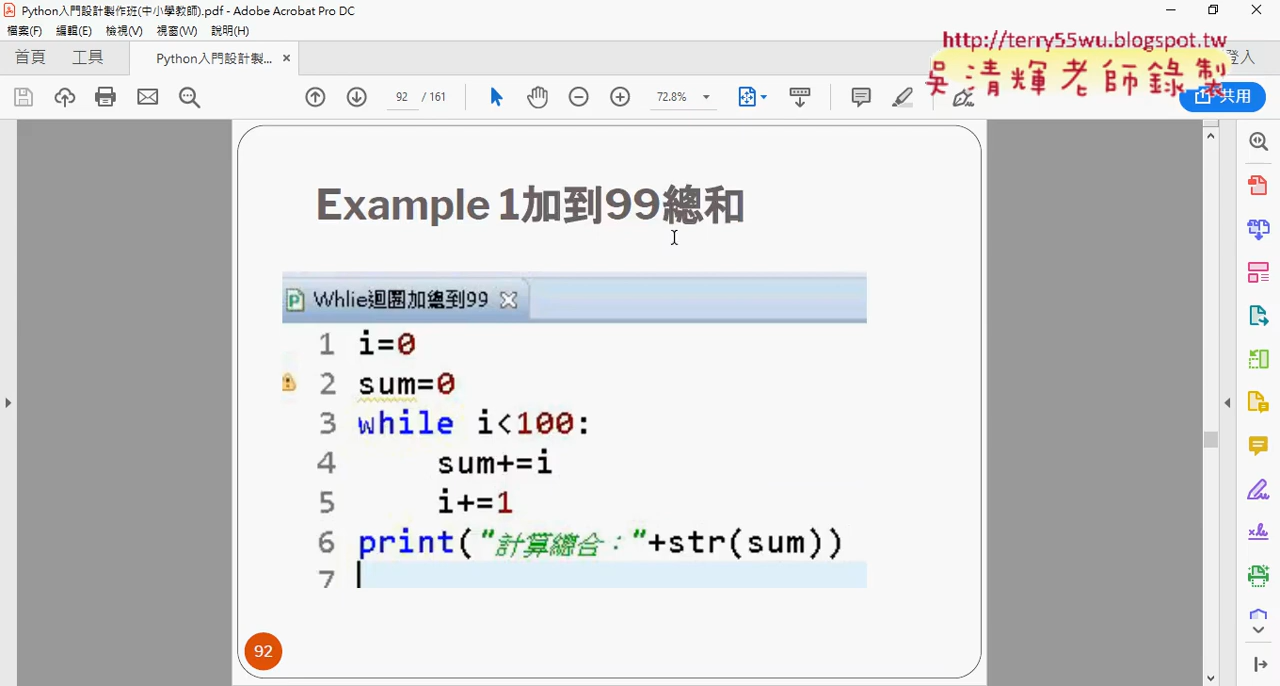 Python入門設計製作班(中小學教師).pdf - Adobe Acrobat Pro DC
檔案(F) 編輯(E) 檢視(V) 視窗(W) 說明(H)
http://terry55wu.blogspot.tw
吳清輝老師錄製
首頁 工具 Python入門設計製... × 登入
92 / 161 72.8% 共用
Example 1加到99總和
Whlie迴圈加總到99
1 i=0
2 sum=0
3 while i<100:
4 sum+=i
5 i+=1
6 print("計算總合："+str(sum))
7
92